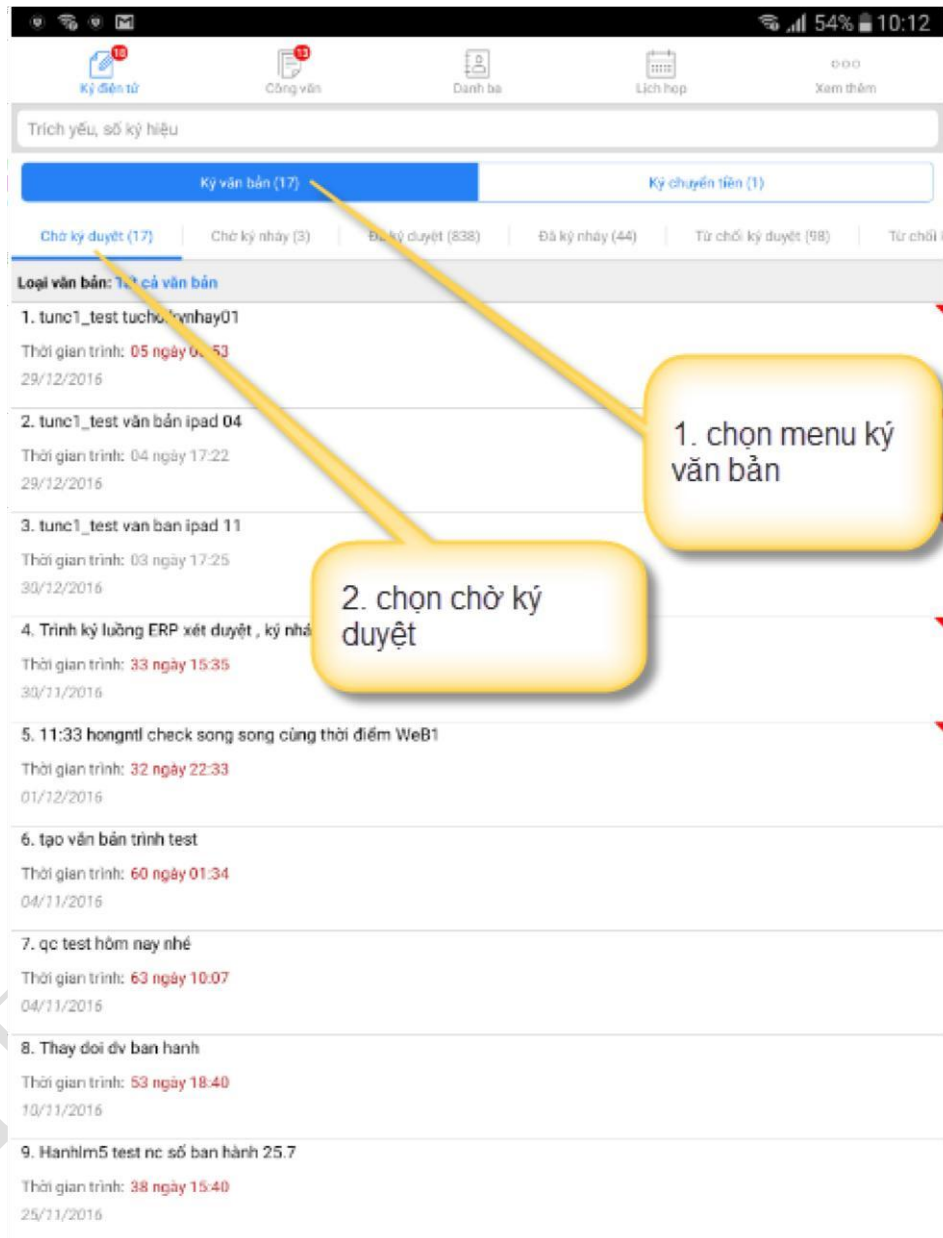 54% 10:12
18
13
Ký điện tử
Công văn
Danh bạ
Lịch họp
Xem thêm
Trích yếu, số ký hiệu
Ký văn bản (17)
Ký chuyển tiền (1)
Chờ ký duyệt (17)
Chờ ký nháy (3)
Đã ký duyệt (838)
Đã ký nháy (44)
Từ chối ký duyệt (98)
Từ chối
Loại văn bản: Tất cả văn bản
1. tunc1_test tuchoikynhay01
Thời gian trình: 05 ngày
29/12/2016
2. tunc1_test văn bản ipad 04
Thời gian trình: 04 ngày 17:22
29/12/2016
1. chọn menu ký
văn bản
3. tunc1_test van ban ipad 11
Thời gian trình: 03 ngày 17:25
30/12/2016
2. chọn chờ ký
duyệt
4. Trình ký luồng ERP xét duyệt , ký nhá
Thời gian trình: 33 ngày 15:35
30/11/2016
5. 11:33 hongntl check song song cùng thời điểm WeB1
Thời gian trình: 32 ngày 22:33
01/12/2016
6. tạo văn bản trình test
Thời gian trình: 60 ngày 01:34
04/11/2016
7. qc test hôm nay nhé
Thời gian trình: 63 ngày 10:07
04/11/2016
8. Thay doi dv ban hanh
Thời gian trình: 53 ngày 18:40
10/11/2016
9. Hanhlm5 test nc số ban hành 25.7
Thời gian trình: 38 ngày 15:40
25/11/2016